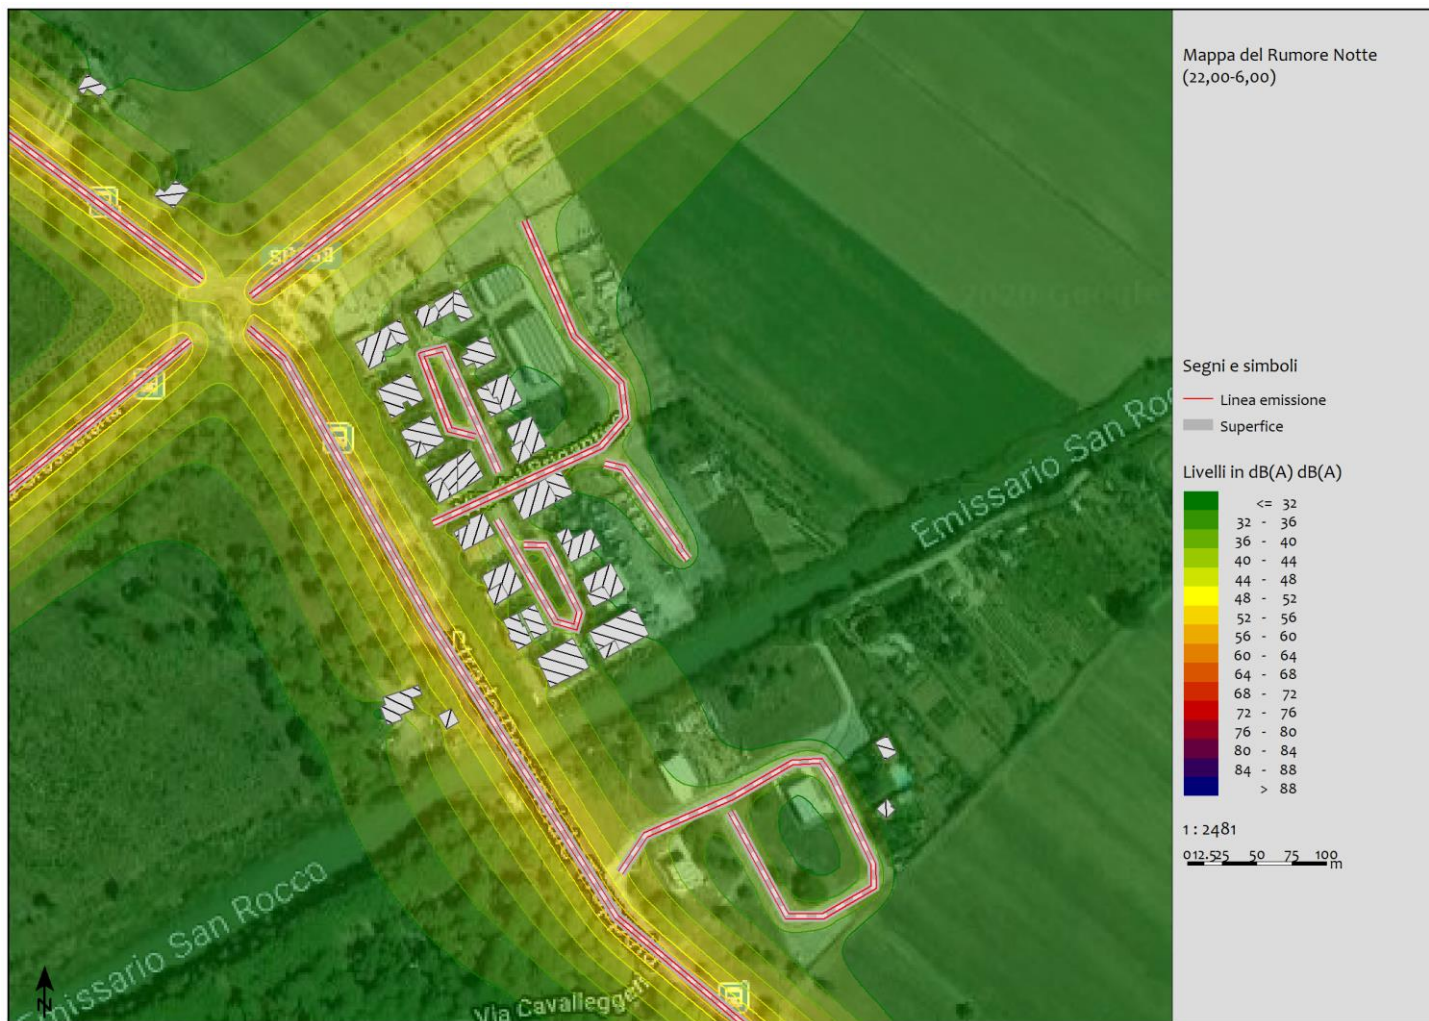 Mappa del Rumore Notte
(22,00-6,00)
Emissario San Roc
Segni e simboli
Linea emissione
Superfice
Livelli in dB(A) dB(A)
<= 32
32 - 36
36 - 40
40 - 44
44 - 48
48 - 52
52 - 56
56 - 60
60 - 64
64 - 68
68 - 72
72 - 76
76 - 80
80 - 84
84 - 88
> 88
1 : 2481
0 12.5 25 50 75 100 m
Emissario San Rocco
Via Cavallegge
N